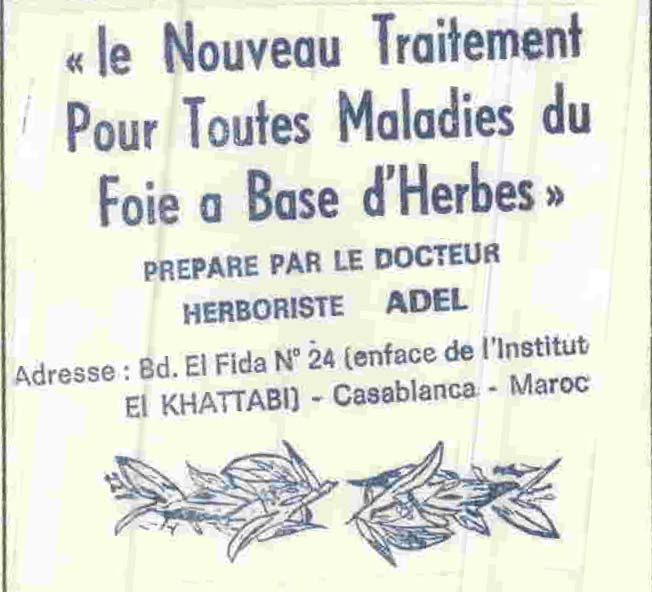 « le Nouveau Traitement
Pour Toutes Maladies du
Foie a Base d'Herbes »
PREPARE PAR LE DOCTEUR
HERBORISTE ADEL
Adresse : Bd. El Fida N° 24 (enface de l'Institut
El KHATTABI) - Casablanca - Maroc